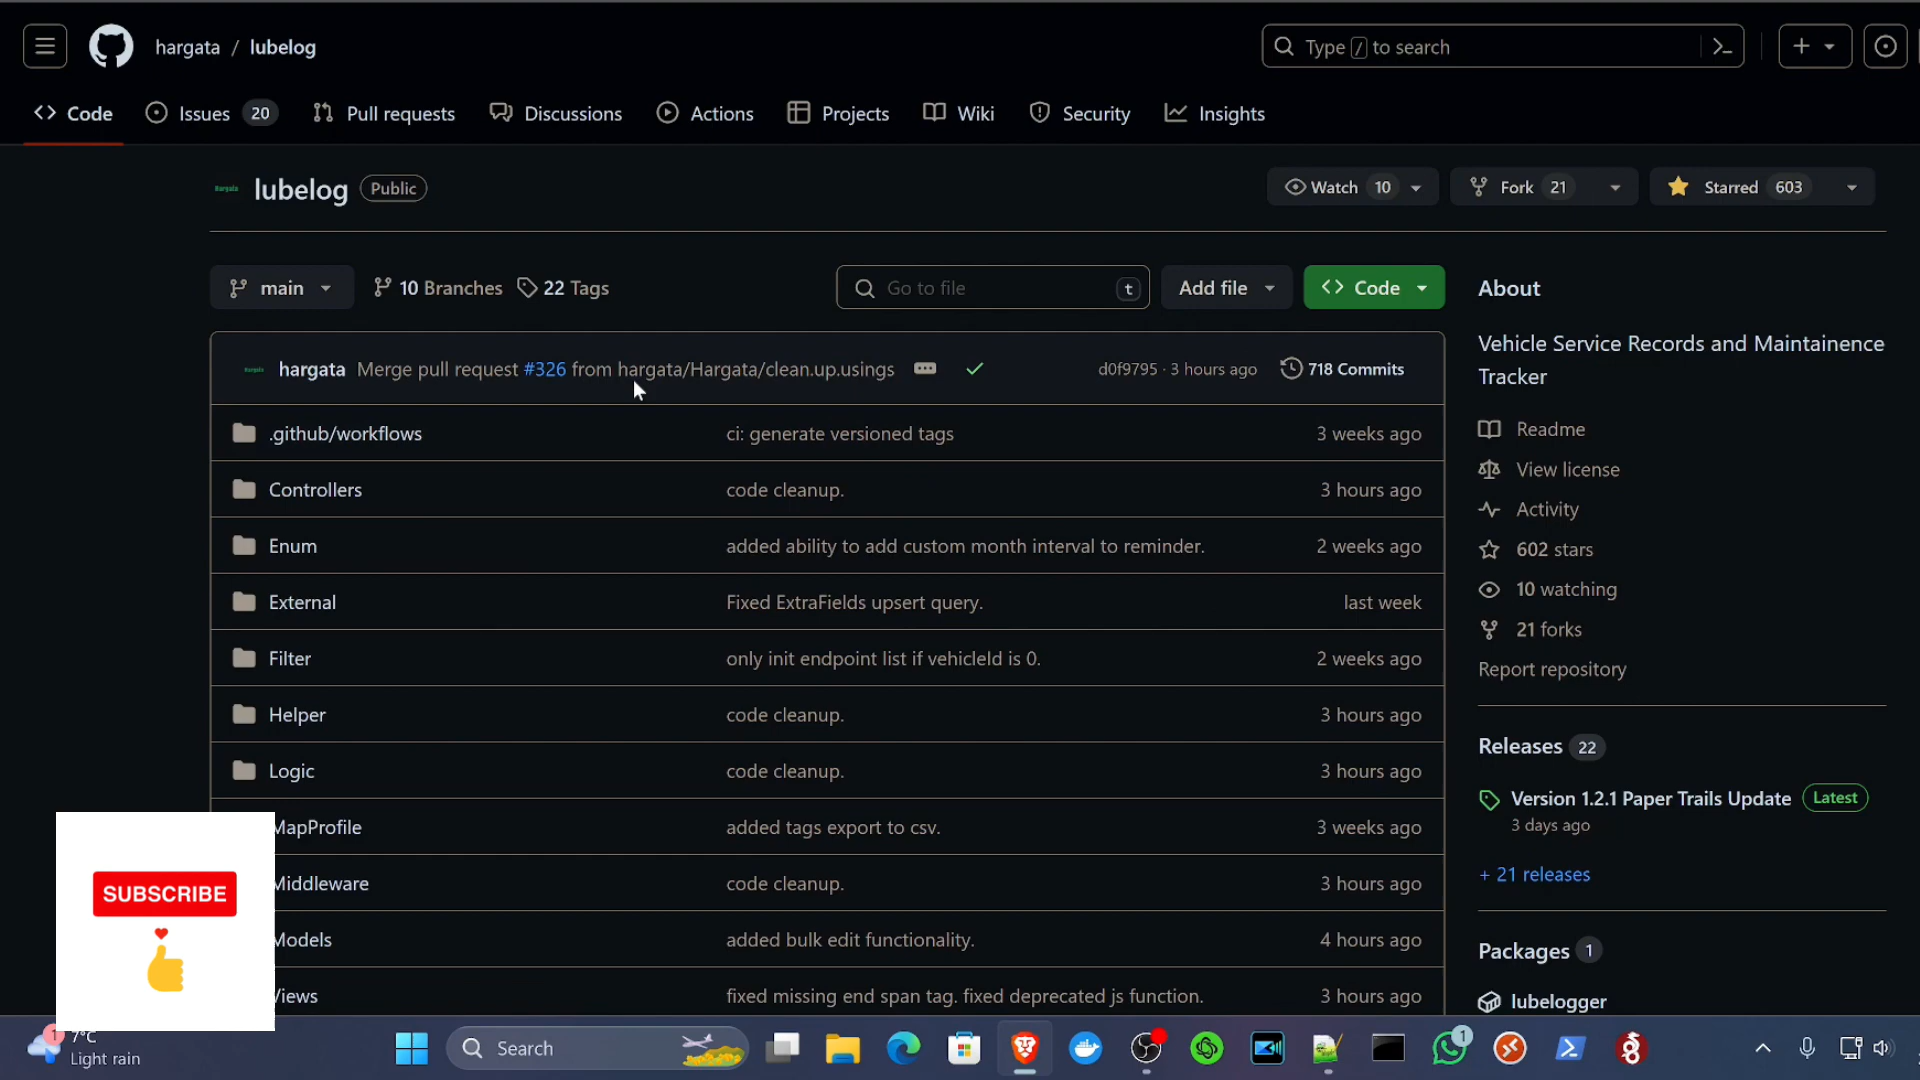 hargata / lubelog
Type / to search
Code
Issues 20
Pull requests
Discussions
Actions
Projects
Wiki
Security
Insights
Hargata
lubelog Public
Watch 10
Fork 21
Starred 603
main
10 Branches
22 Tags
Go to file t
Add file
Code
hargata Merge pull request #326 from hargata/Hargata/clean.up.usings
d0f9795 · 3 hours ago
718 Commits
.github/workflows ci: generate versioned tags 3 weeks ago
Controllers code cleanup. 3 hours ago
Enum added ability to add custom month interval to reminder. 2 weeks ago
External Fixed ExtraFields upsert query. last week
Filter only init endpoint list if vehicleId is 0. 2 weeks ago
Helper code cleanup. 3 hours ago
Logic code cleanup. 3 hours ago
MapProfile added tags export to csv. 3 weeks ago
Middleware code cleanup. 3 hours ago
Models added bulk edit functionality. 4 hours ago
Views fixed missing end span tag. fixed deprecated js function. 3 hours ago
About
Vehicle Service Records and Maintainence
Tracker
Readme
View license
Activity
602 stars
10 watching
21 forks
Report repository
Releases 22
Version 1.2.1 Paper Trails Update Latest
3 days ago
+ 21 releases
Packages 1
lubelogger
SUBSCRIBE
1
7°C
Light rain
Search
1